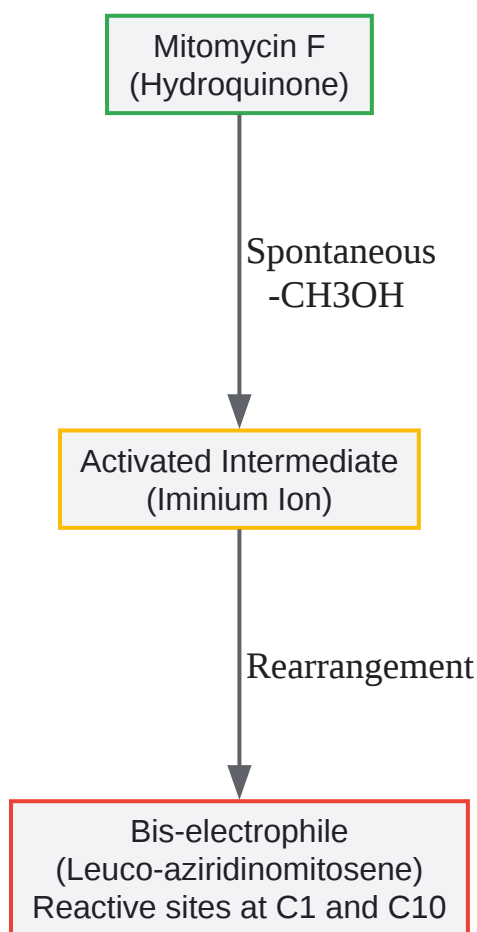 Mitomycin F
(Hydroquinone)
Spontaneous
-CH3OH
Activated Intermediate
(Iminium Ion)
Rearrangement
Bis-electrophile
(Leuco-aziridinomitosene)
Reactive sites at C1 and C10